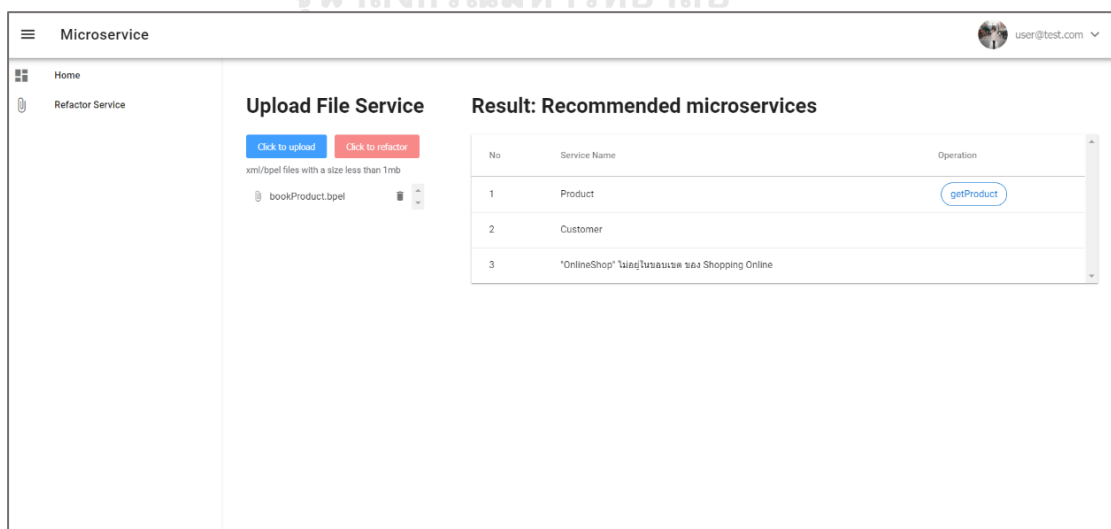 Microservice
user@test.com
Home
Refactor Service
Upload File Service
Click to upload
Click to refactor
xml/bpel files with a size less than 1mb
bookProduct.bpel
Result: Recommended microservices
No Service Name Operation
1 Product getProduct
2 Customer
3 "OnlineShop" ไม่อยู่ในขอบเขต ของ Shopping Online